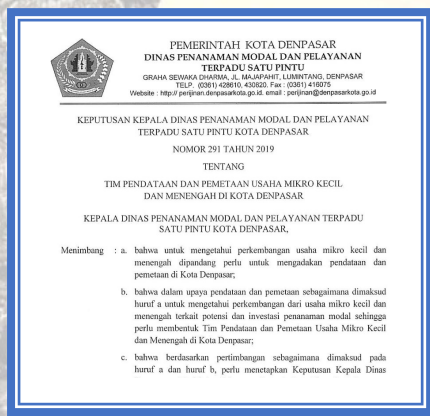 PEMERINTAH KOTA DENPASAR
DINAS PENANAMAN MODAL DAN PELAYANAN
TERPADU SATU PINTU
GRAHA SEWAKA DHARMA, JL. MAJAPAHIT, LUMINTANG, DENPASAR
TELP. (0361) 428610, 430820. Fax : (0361) 416075
Website : http:// perijinan.denpasarkota.go.id. email : perijinan@denpasarkota.go.id
KEPUTUSAN KEPALA DINAS PENANAMAN MODAL DAN PELAYANAN
TERPADU SATU PINTU KOTA DENPASAR
NOMOR 291 TAHUN 2019
TENTANG
TIM PENDATAAN DAN PEMETAAN USAHA MIKRO KECIL
DAN MENENGAH DI KOTA DENPASAR
KEPALA DINAS PENANAMAN MODAL DAN PELAYANAN TERPADU
SATU PINTU KOTA DENPASAR,
Menimbang : a. bahwa untuk mengetahui perkembangan usaha mikro kecil dan
menengah dipandang perlu untuk mengadakan pendataan dan
pemetaan di Kota Denpasar;
b. bahwa dalam upaya pendataan dan pemetaan sebagaimana dimaksud
huruf a untuk mengetahui perkembangan dari usaha mikro kecil dan
menengah terkait potensi dan investasi penanaman modal sehingga
perlu membentuk Tim Pendataan dan Pemetaan Usaha Mikro Kecil
dan Menengah di Kota Denpasar;
c. bahwa berdasarkan pertimbangan sebagaimana dimaksud pada
huruf a dan huruf b, perlu menetapkan Keputusan Kepala Dinas